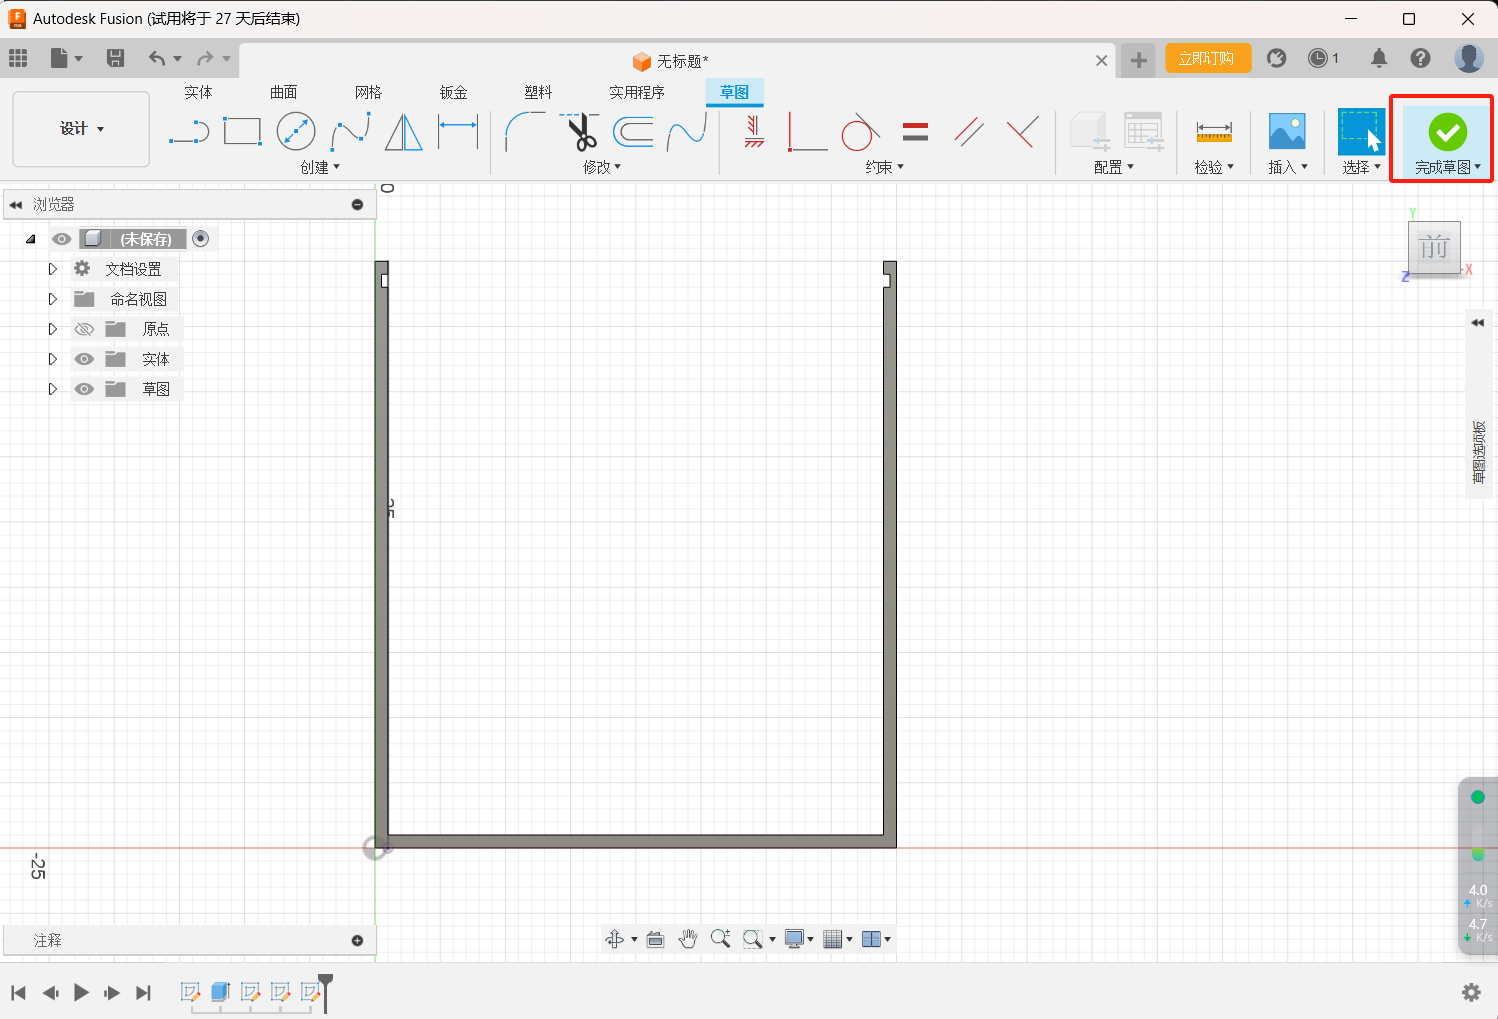 Autodesk Fusion (试用将于 27 天后结束)
无标题*
立即订购
1
设计
实体
曲面
网格
钣金
塑料
实用程序
草图
创建
修改
约束
配置
检验
插入
选择
完成草图
浏览器
(未保存)
文档设置
命名视图
原点
实体
草图
Y
前
X
Z
草图选项板
-25
注释
4.0
K/s
4.7
K/s